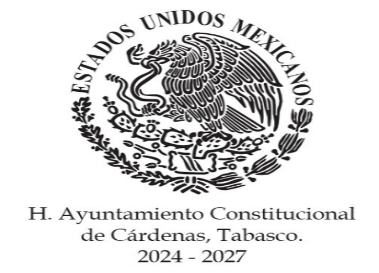 ESTADOS UNIDOS MEXICANOS
H. Ayuntamiento Constitucional
de Cárdenas, Tabasco.
2024 - 2027